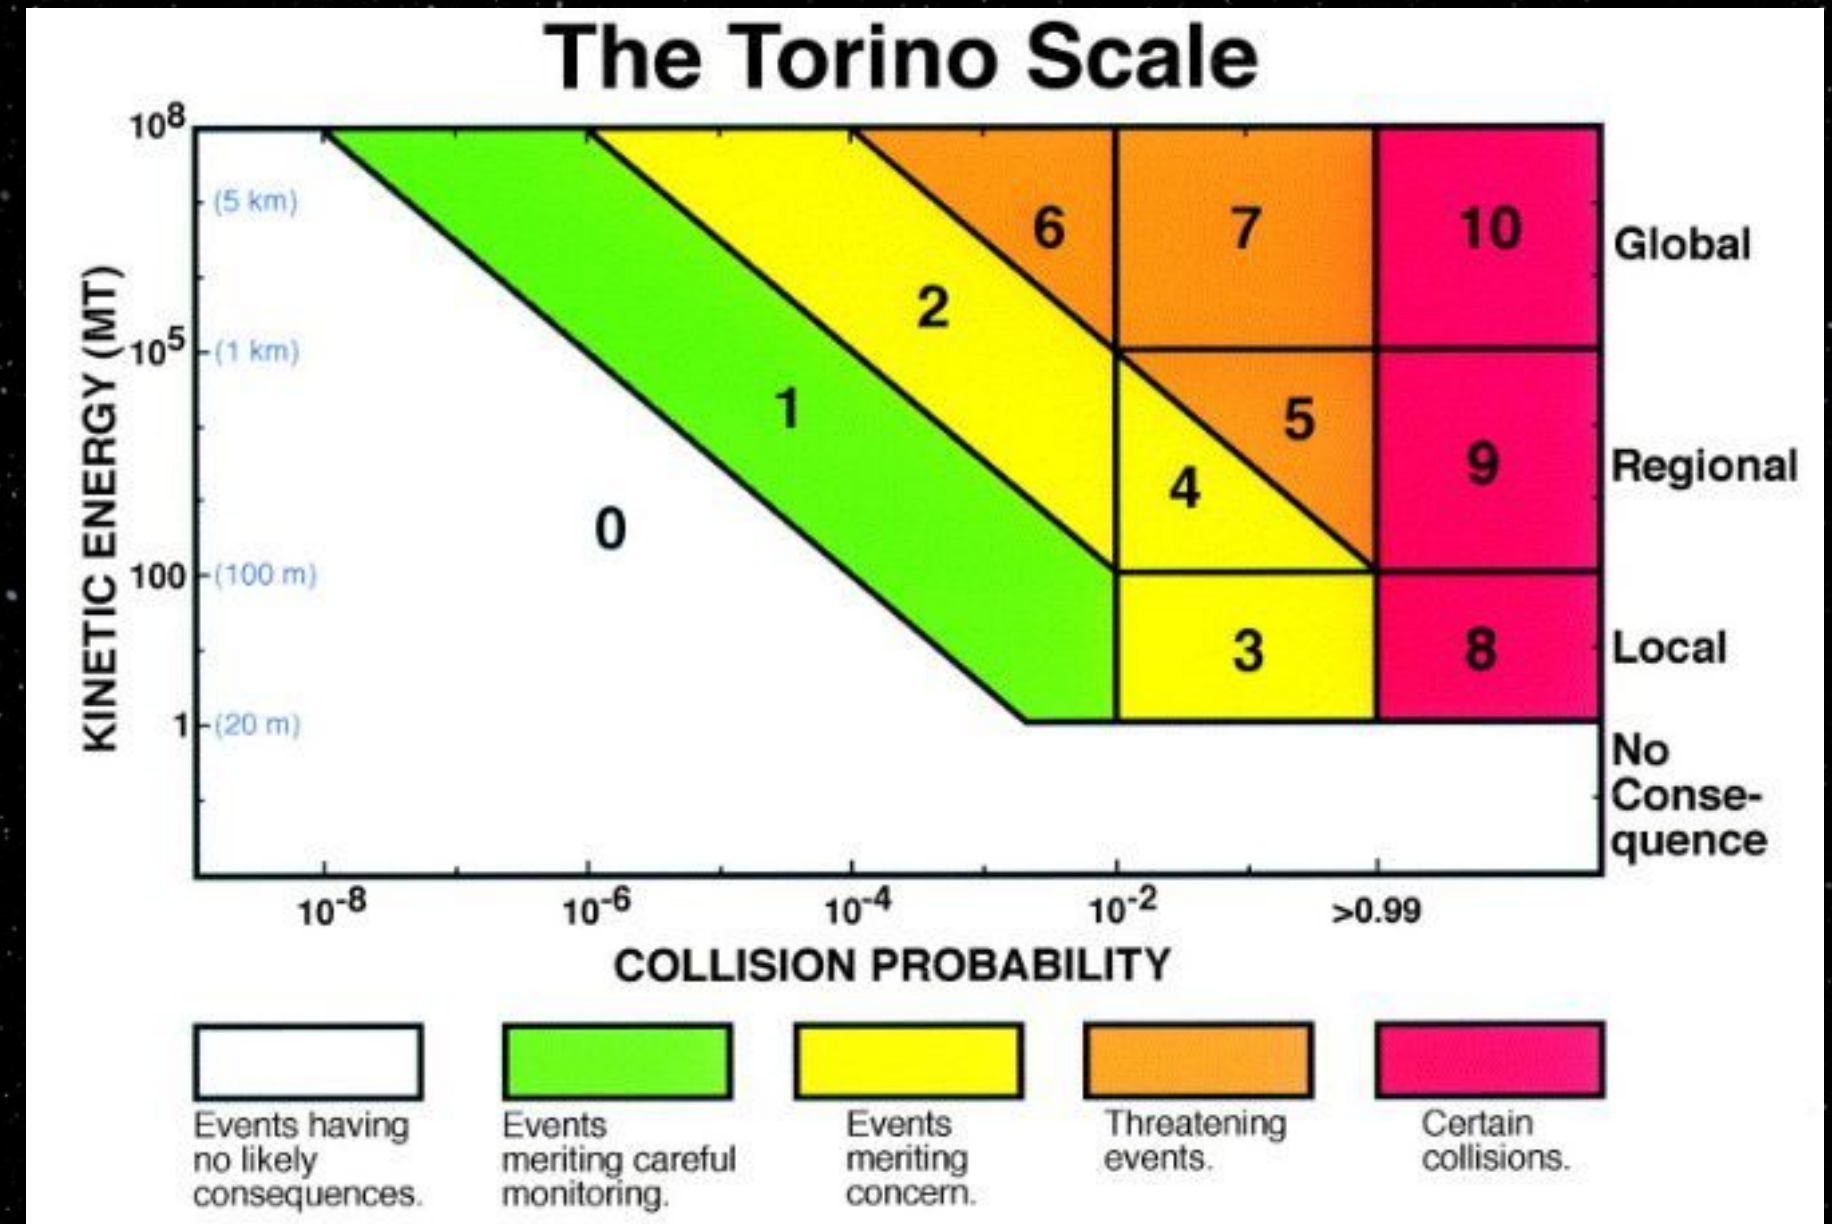 The Torino Scale
10⁸
(5 km)
KINETIC ENERGY (MT)
10⁵
(1 km)
100
(100 m)
1
(20 m)
0
1
2
3
4
5
6
7
8
9
10
Global
Regional
Local
No
Conse-
quence
10⁻⁸
10⁻⁶
10⁻⁴
10⁻²
>0.99
COLLISION PROBABILITY
Events having
no likely
consequences.
Events
meriting careful
monitoring.
Events
meriting
concern.
Threatening
events.
Certain
collisions.